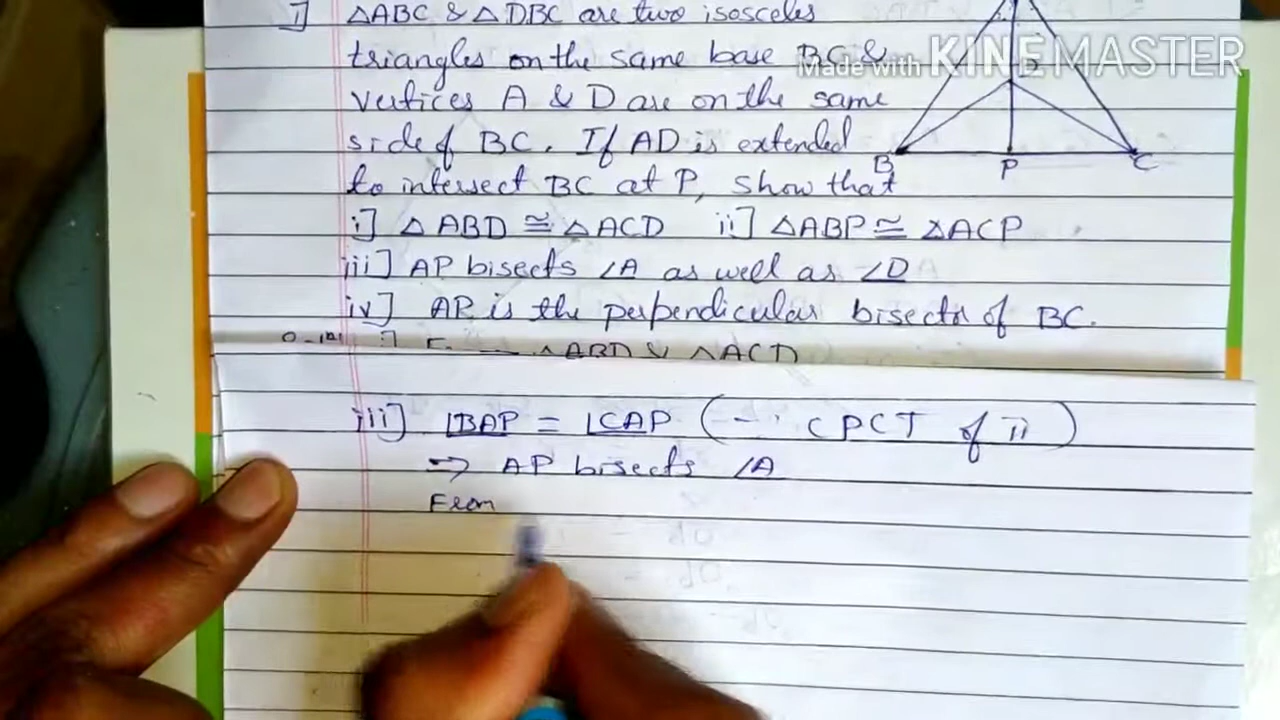 i] △ABC & △DBC are two isosceles
triangles on the same base BC &
vertices A & D are on the same
side of BC. If AD is extended
to intersect BC at P, Show that
i] △ABD ≅ △ACD ii] △ABP ≅ △ACP
iii] AP bisects ∠A as well as ∠D
iv] AP is the perpendicular bisector of BC.
△ABD & △ACD
iii] ∠BAP = ∠CAP ( CPCT of ii )
⇒ AP bisects ∠A
From
Made with KINEMASTER
D
B
P
C